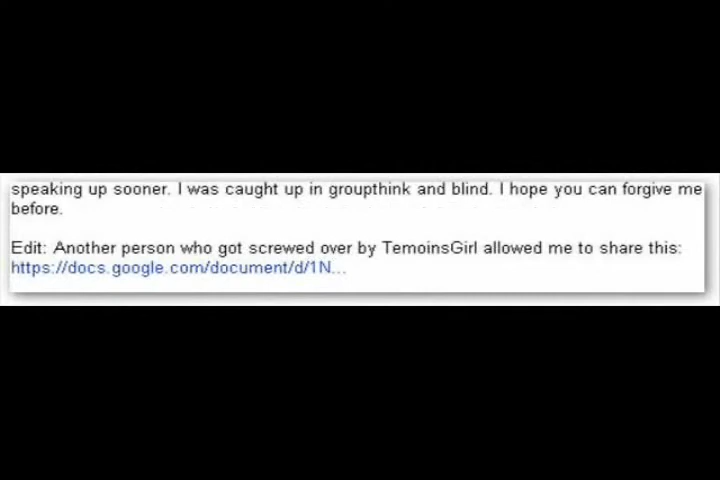 speaking up sooner. I was caught up in groupthink and blind. I hope you can forgive me
before.
Edit: Another person who got screwed over by TemoinsGirl allowed me to share this:
https://docs.google.com/document/d/1N...